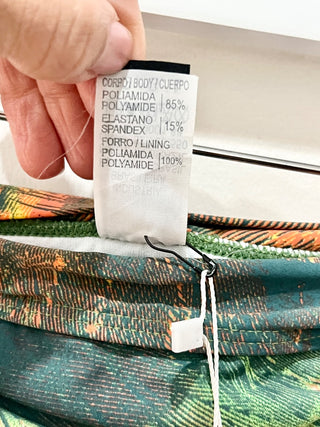 CORPO / BODY / CUERPO
POLIAMIDA
POLYAMIDE 85%
ELASTANO
SPANDEX 15%
FORRO / LINING
POLIAMIDA
POLYAMIDE 100%